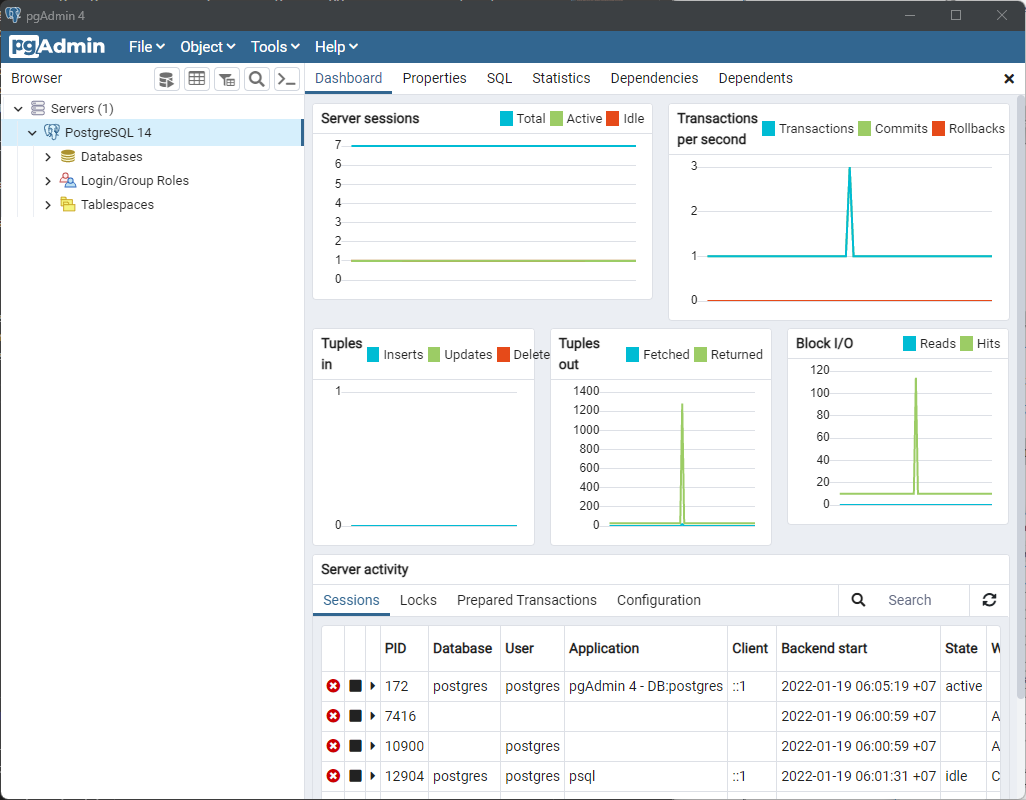 pgAdmin 4
pgAdmin File Object Tools Help
Browser
Dashboard Properties SQL Statistics Dependencies Dependents
Servers (1)
PostgreSQL 14
Databases
Login/Group Roles
Tablespaces
Server sessions
Total Active Idle
7
6
5
4
3
2
1
0
Transactions per second
Transactions Commits Rollbacks
3
2
1
0
Tuples in
Inserts Updates Delete
1
0
Tuples out
Fetched Returned
1400
1200
1000
800
600
400
200
0
Block I/O
Reads Hits
120
100
80
60
40
20
0
Server activity
Sessions Locks Prepared Transactions Configuration Search
PID Database User Application Client Backend start State W
172 postgres postgres pgAdmin 4 - DB:postgres ::1 2022-01-19 06:05:19 +07 active
7416 2022-01-19 06:00:59 +07 A
10900 postgres 2022-01-19 06:00:59 +07 A
12904 postgres postgres psql ::1 2022-01-19 06:01:31 +07 idle C